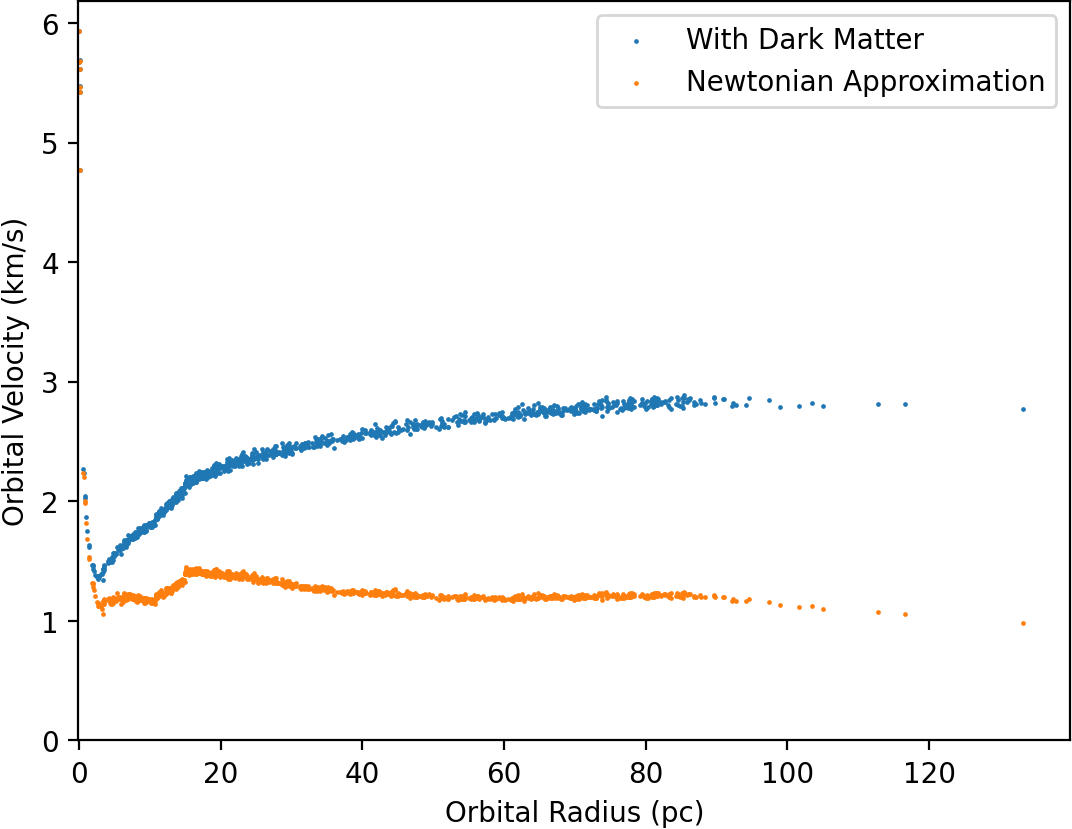 With Dark Matter
Newtonian Approximation
Orbital Velocity (km/s)
6
5
4
3
2
1
0
0 20 40 60 80 100 120
Orbital Radius (pc)